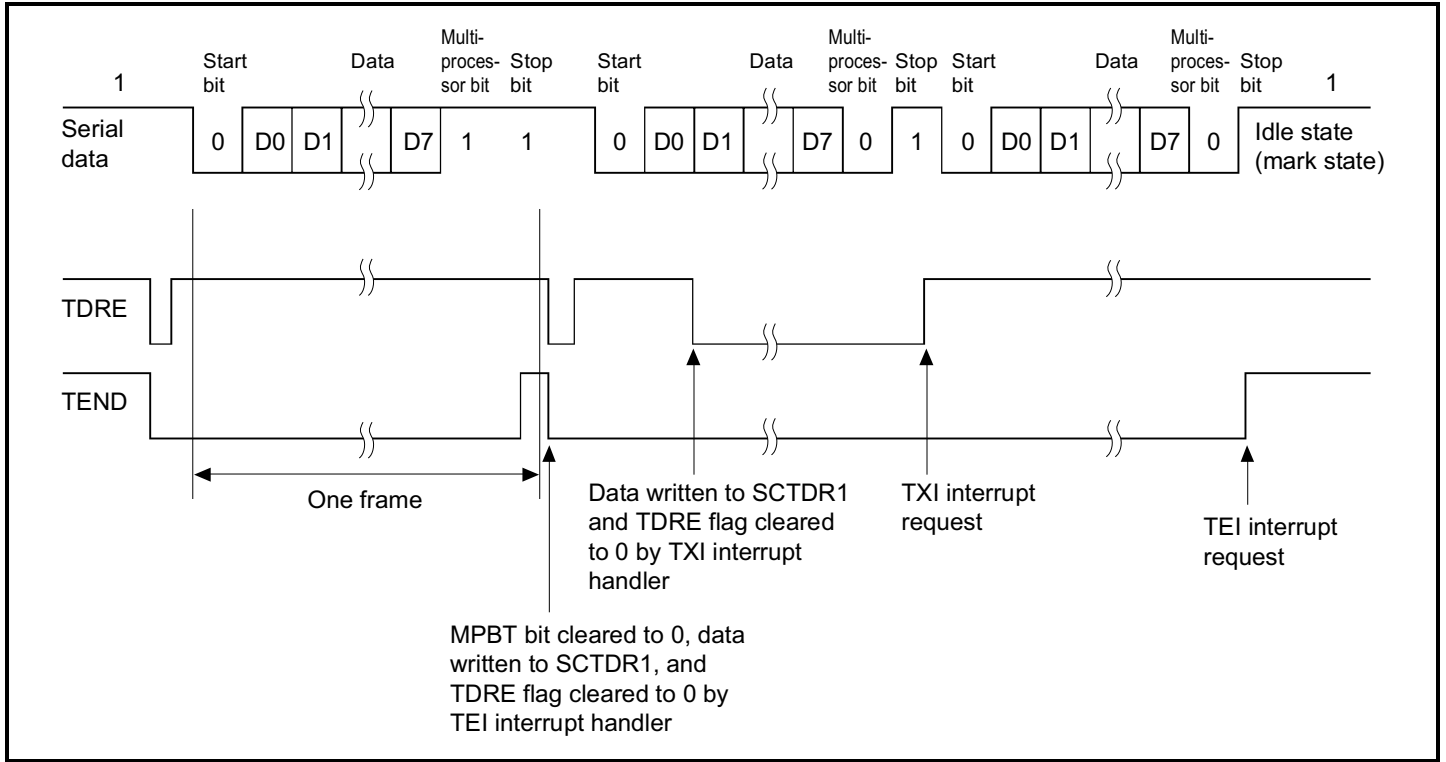 Multi- Multi- Multi-
Start Data proces- Stop Start Data proces- Stop Start Data proces- Stop
1 bit sor bit bit bit sor bit bit bit sor bit bit 1
Serial
data
0 D0 D1 D7 1 1 0 D0 D1 D7 0 1 0 D0 D1 D7 0
Idle state
(mark state)
TDRE
TEND
One frame
Data written to SCTDR1
and TDRE flag cleared
to 0 by TXI interrupt
handler
TXI interrupt
request
TEI interrupt
request
MPBT bit cleared to 0, data
written to SCTDR1, and
TDRE flag cleared to 0 by
TEI interrupt handler